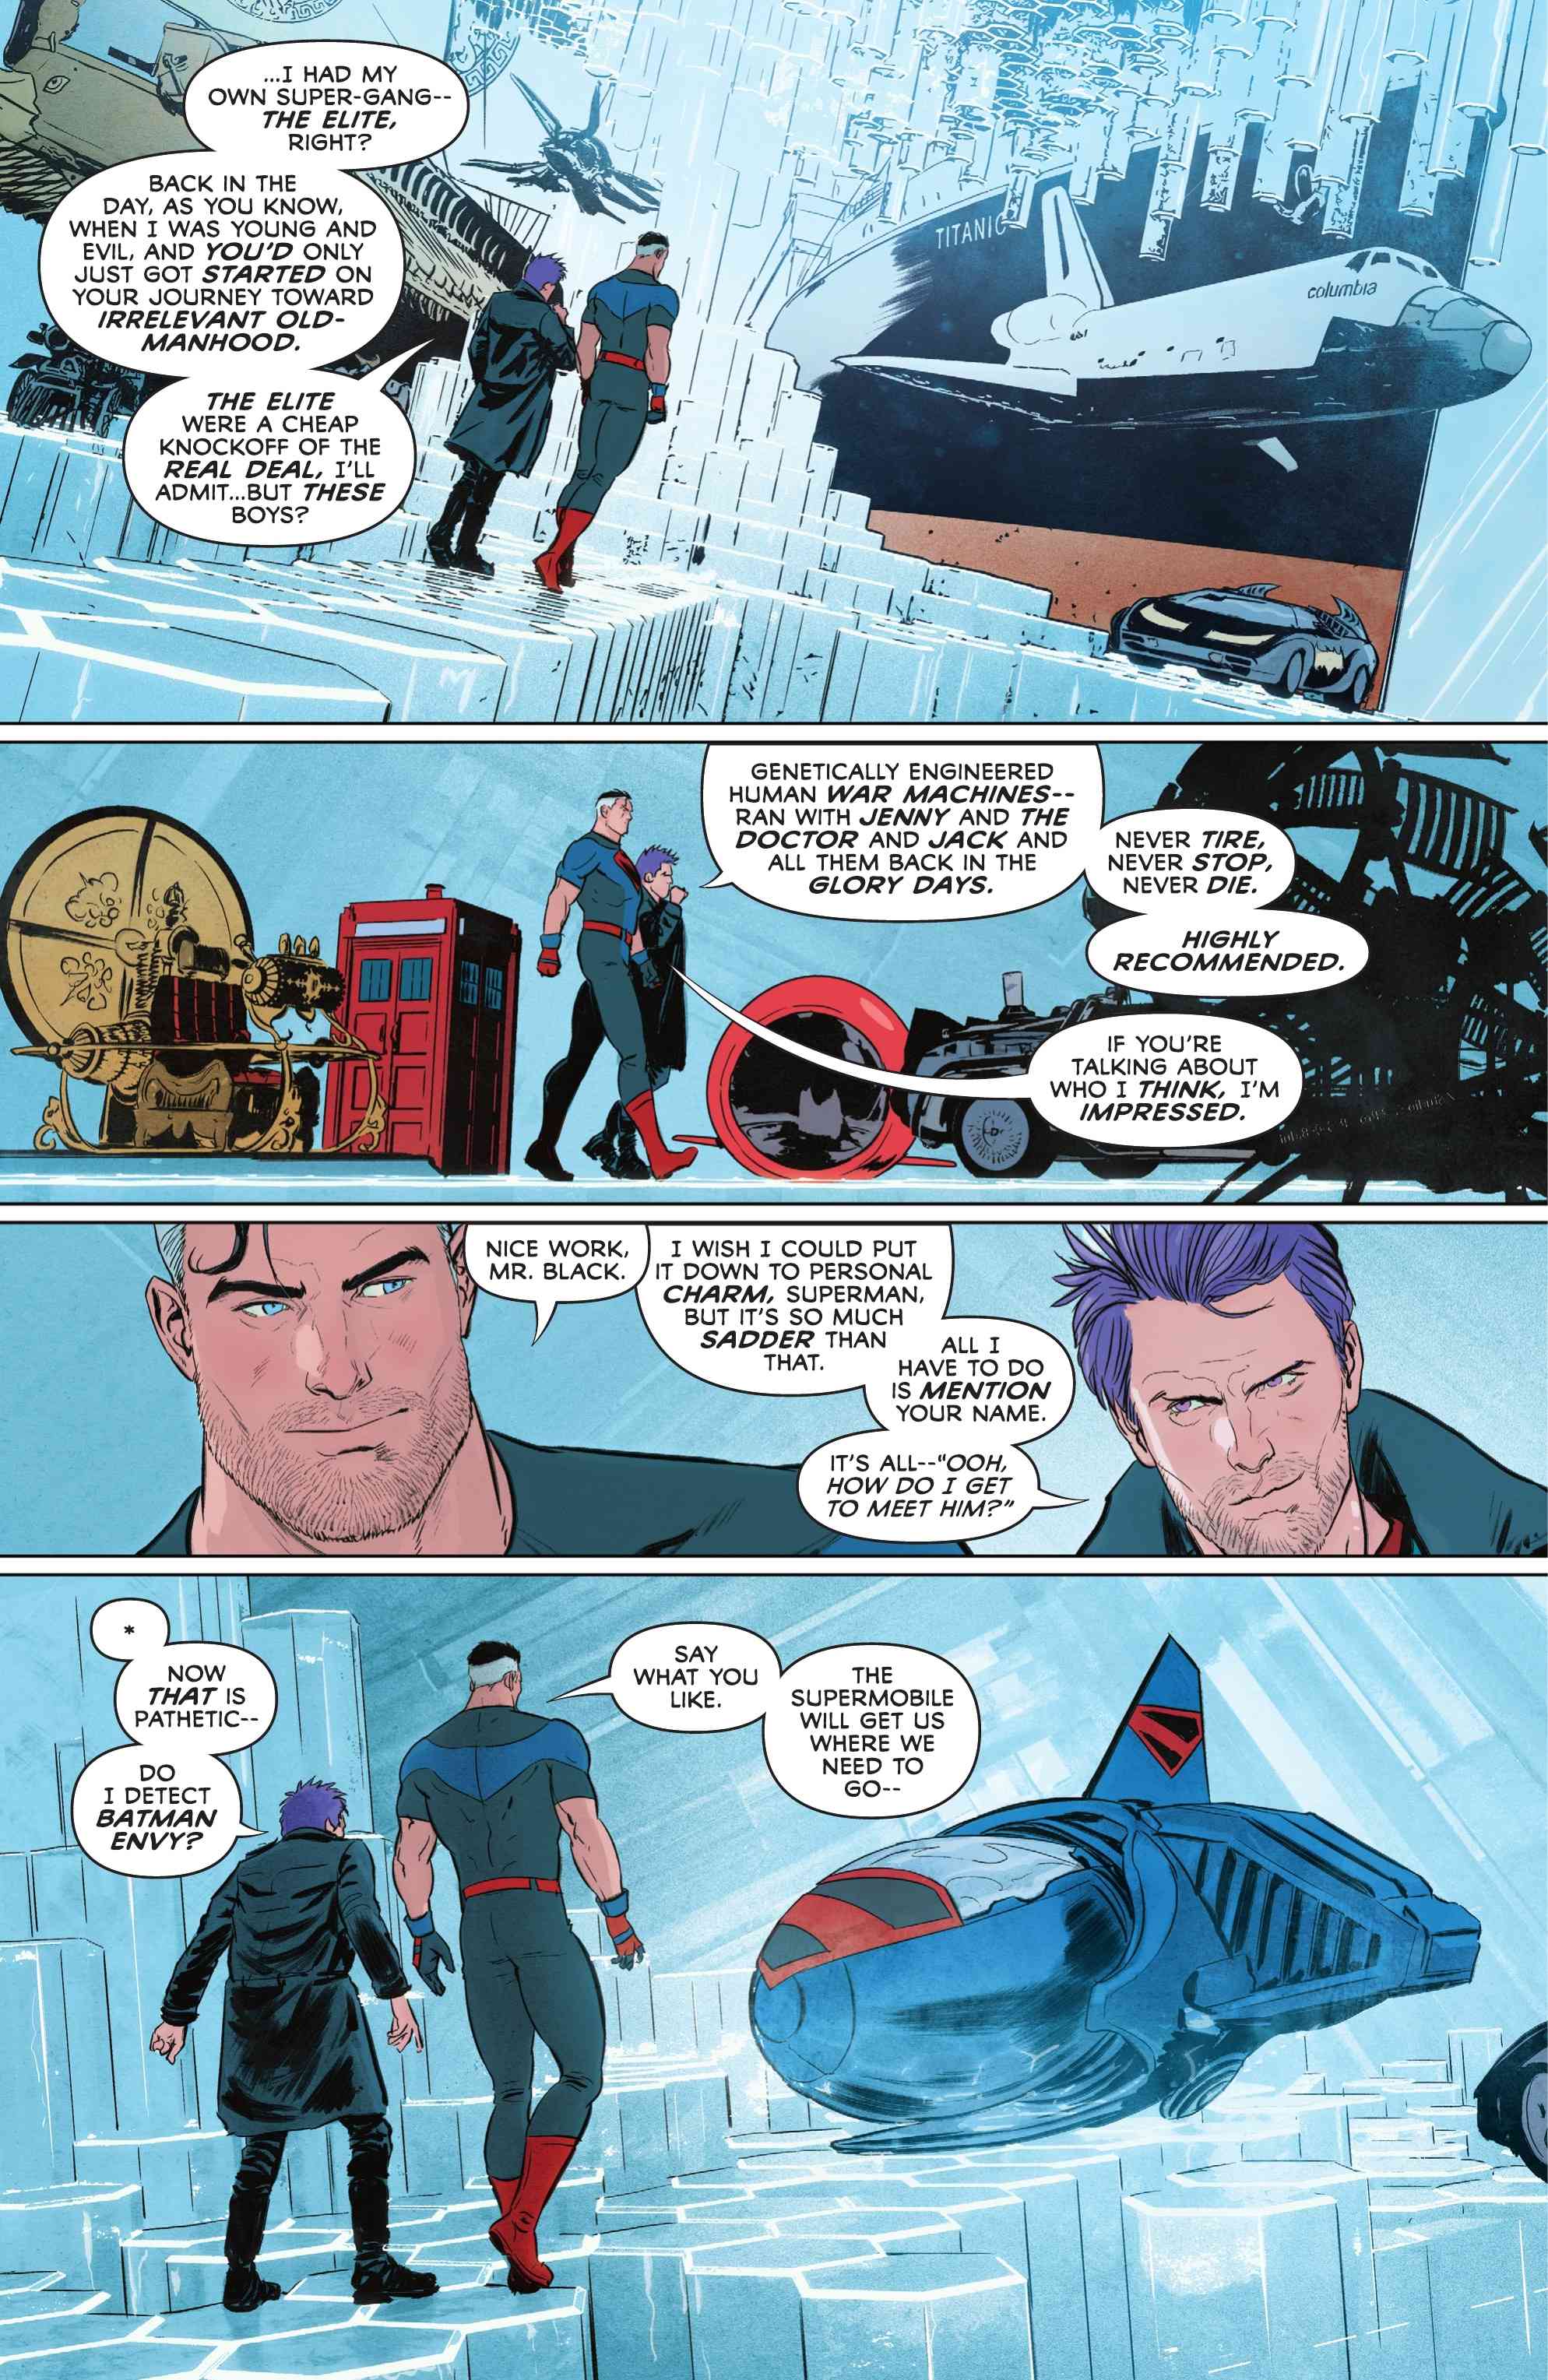 ...I HAD MY
OWN SUPER-GANG--
THE ELITE,
RIGHT?
BACK IN THE
DAY, AS YOU KNOW,
WHEN I WAS YOUNG AND
EVIL, AND YOU'D ONLY
JUST GOT STARTED ON
YOUR JOURNEY TOWARD
IRRELEVANT OLD-
MANHOOD.
THE ELITE
WERE A CHEAP
KNOCKOFF OF THE
REAL DEAL, I'LL
ADMIT...BUT THESE
BOYS?
TITANIC
columbia
GENETICALLY ENGINEERED
HUMAN WAR MACHINES--
RAN WITH JENNY AND THE
DOCTOR AND JACK AND
ALL THEM BACK IN THE
GLORY DAYS.
NEVER TIRE,
NEVER STOP,
NEVER DIE.
HIGHLY
RECOMMENDED.
IF YOU'RE
TALKING ABOUT
WHO I THINK, I'M
IMPRESSED.
NICE WORK,
MR. BLACK.
I WISH I COULD PUT
IT DOWN TO PERSONAL
CHARM, SUPERMAN,
BUT IT'S SO MUCH
SADDER THAN
THAT.
ALL I
HAVE TO DO
IS MENTION
YOUR NAME.
IT'S ALL--"OOH,
HOW DO I GET
TO MEET HIM?"
*
NOW
THAT IS
PATHETIC--
DO
I DETECT
BATMAN
ENVY?
SAY
WHAT YOU
LIKE.
THE
SUPERMOBILE
WILL GET US
WHERE WE
NEED TO
GO--